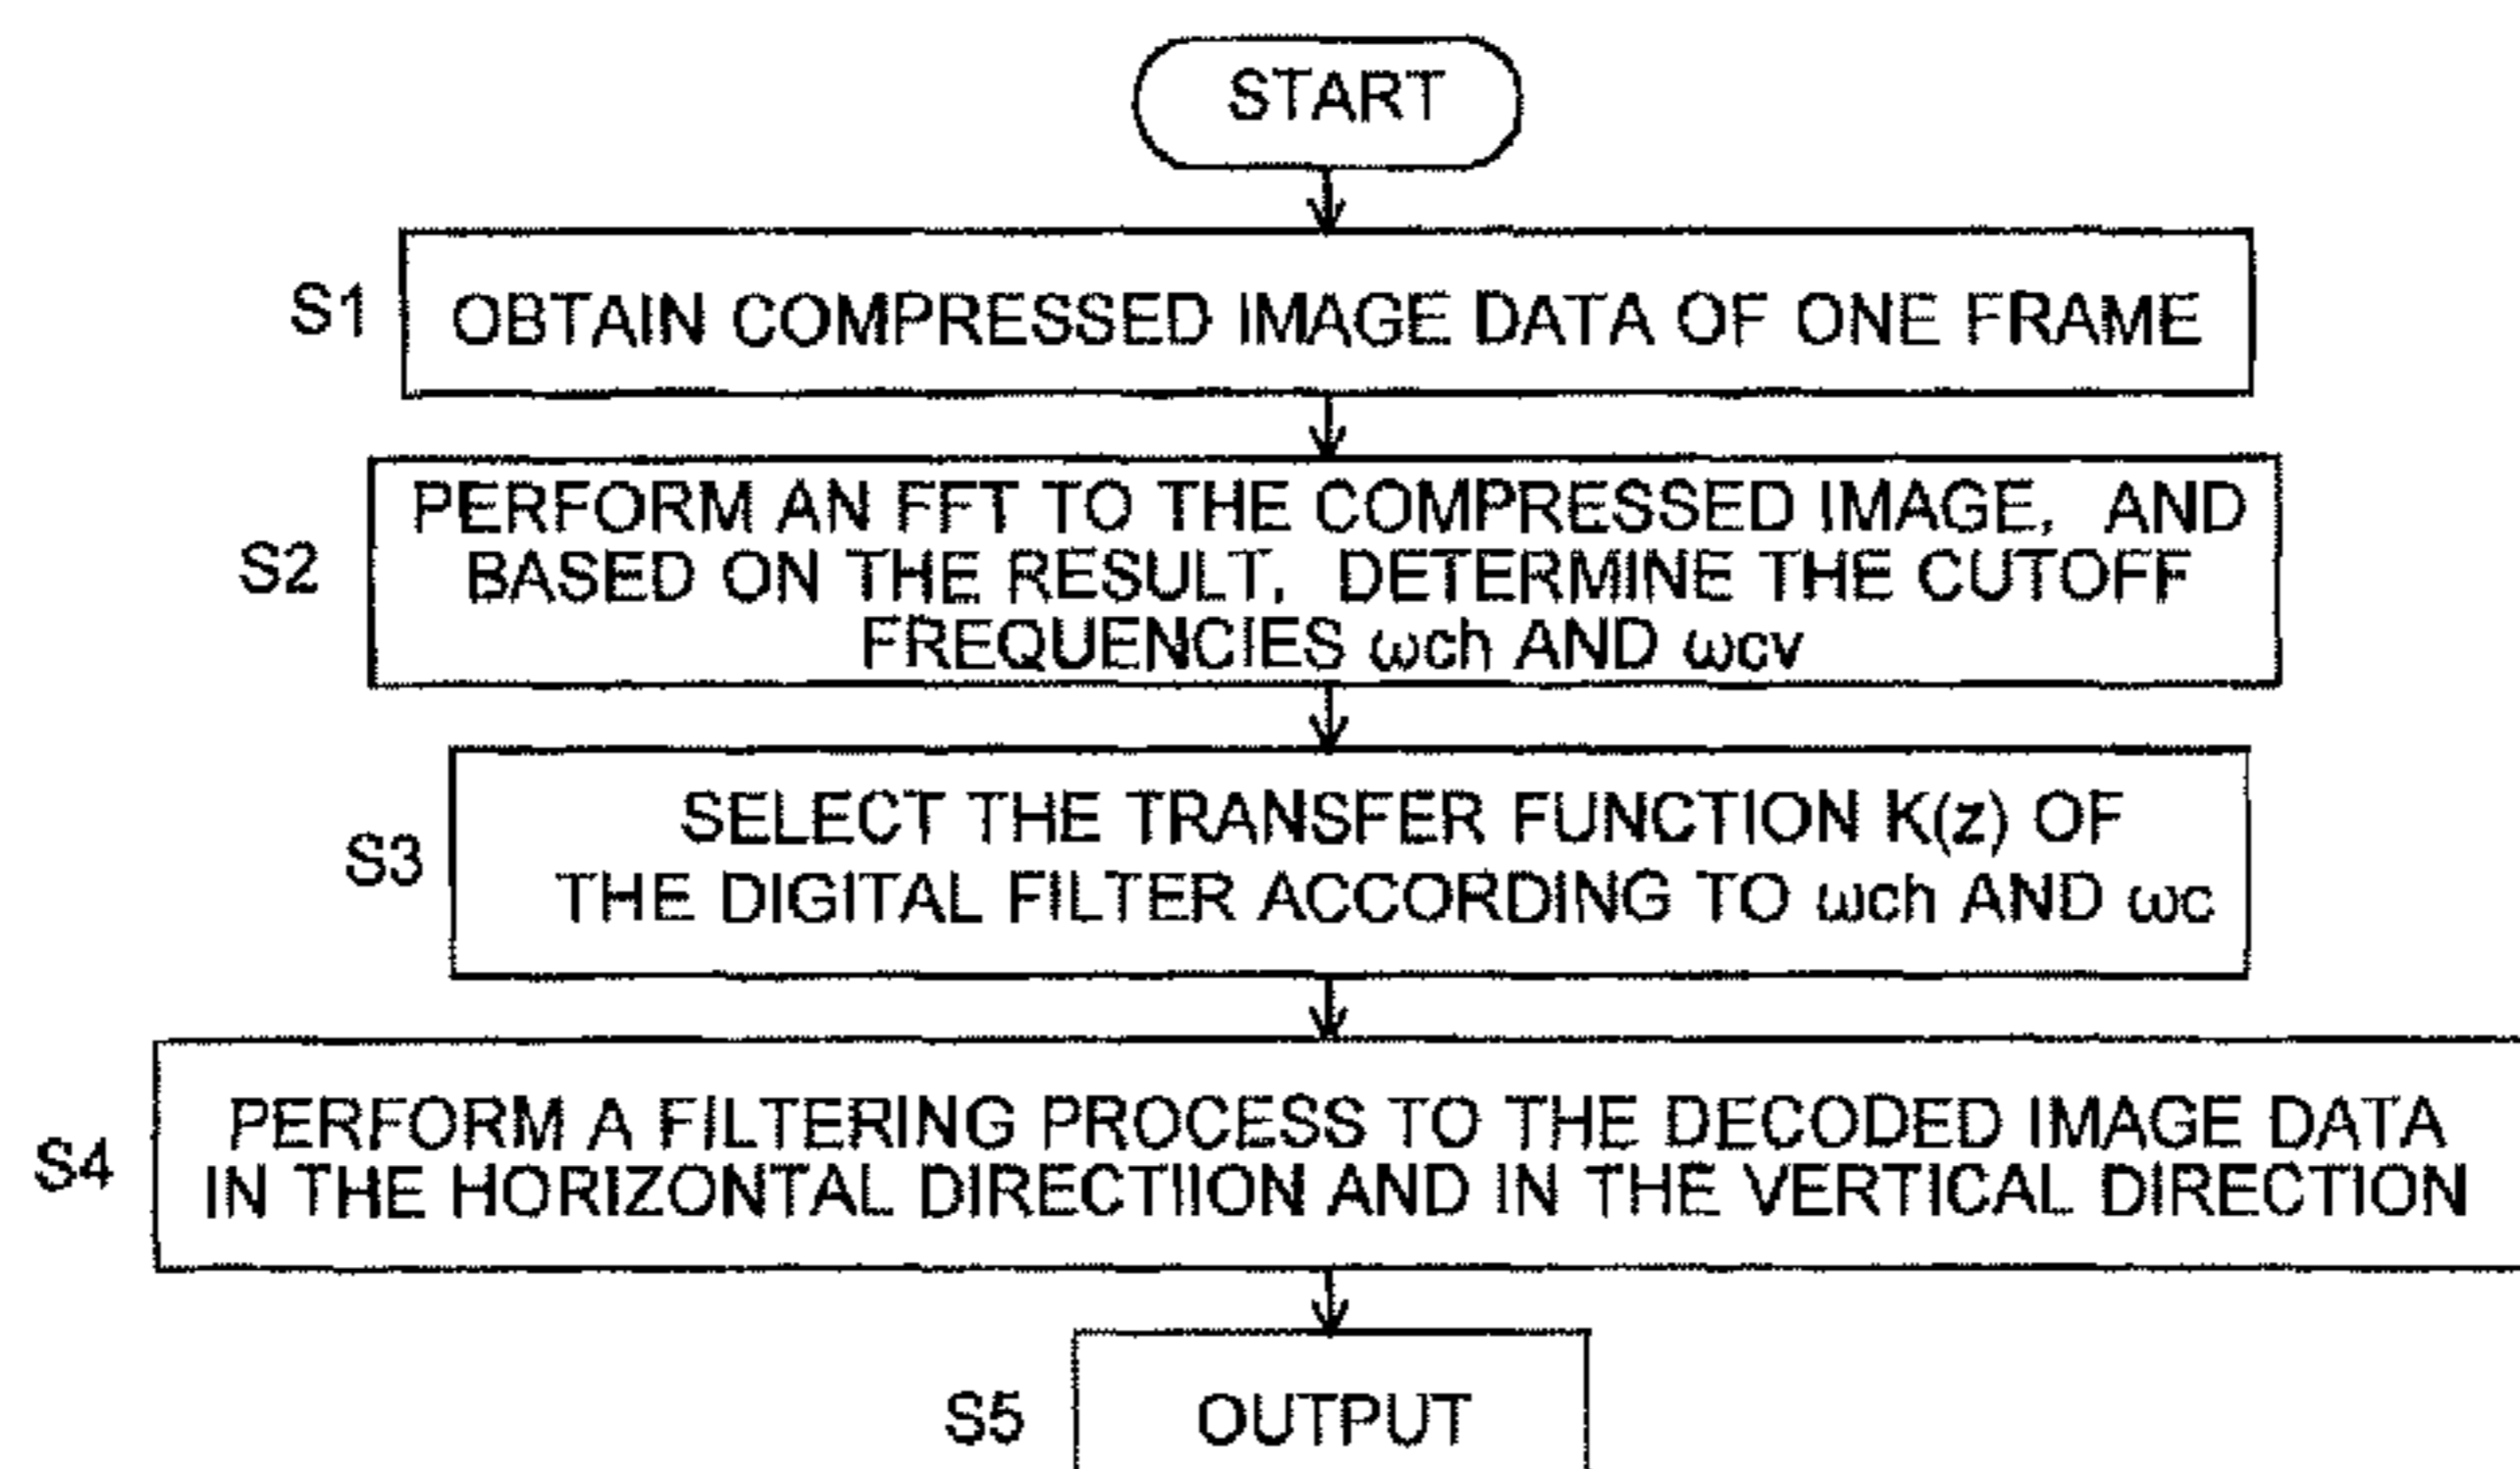 START
S1
OBTAIN COMPRESSED IMAGE DATA OF ONE FRAME
S2
PERFORM AN FFT TO THE COMPRESSED IMAGE, AND
BASED ON THE RESULT, DETERMINE THE CUTOFF
FREQUENCIES ωch AND ωcv
S3
SELECT THE TRANSFER FUNCTION K(z) OF
THE DIGITAL FILTER ACCORDING TO ωch AND ωc
S4
PERFORM A FILTERING PROCESS TO THE DECODED IMAGE DATA
IN THE HORIZONTAL DIRECTIION AND IN THE VERTICAL DIRECTION
S5
OUTPUT